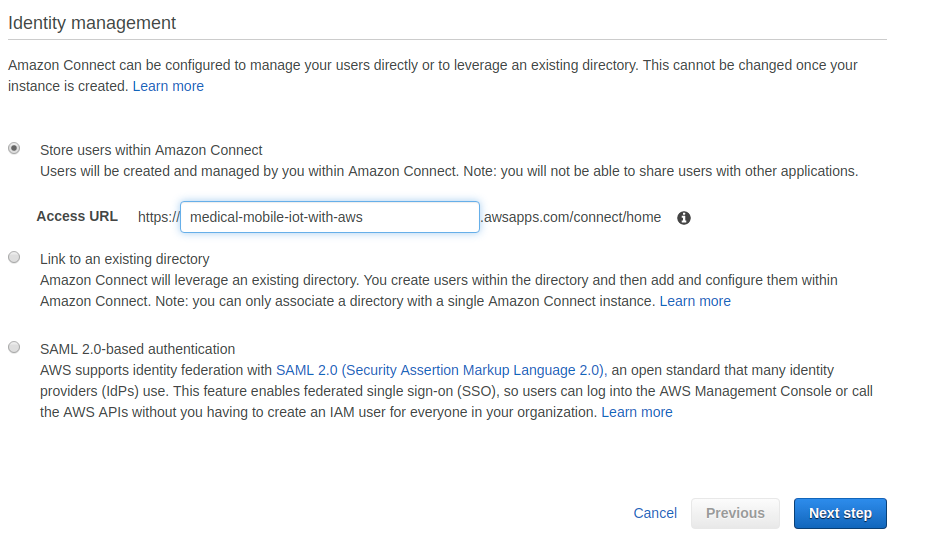 Identity management
Amazon Connect can be configured to manage your users directly or to leverage an existing directory. This cannot be changed once your
instance is created. Learn more
Store users within Amazon Connect
Users will be created and managed by you within Amazon Connect. Note: you will not be able to share users with other applications.
Access URL https:// medical-mobile-iot-with-aws .awsapps.com/connect/home
Link to an existing directory
Amazon Connect will leverage an existing directory. You create users within the directory and then add and configure them within
Amazon Connect. Note: you can only associate a directory with a single Amazon Connect instance. Learn more
SAML 2.0-based authentication
AWS supports identity federation with SAML 2.0 (Security Assertion Markup Language 2.0), an open standard that many identity
providers (IdPs) use. This feature enables federated single sign-on (SSO), so users can log into the AWS Management Console or call
the AWS APIs without you having to create an IAM user for everyone in your organization. Learn more
Cancel Previous Next step